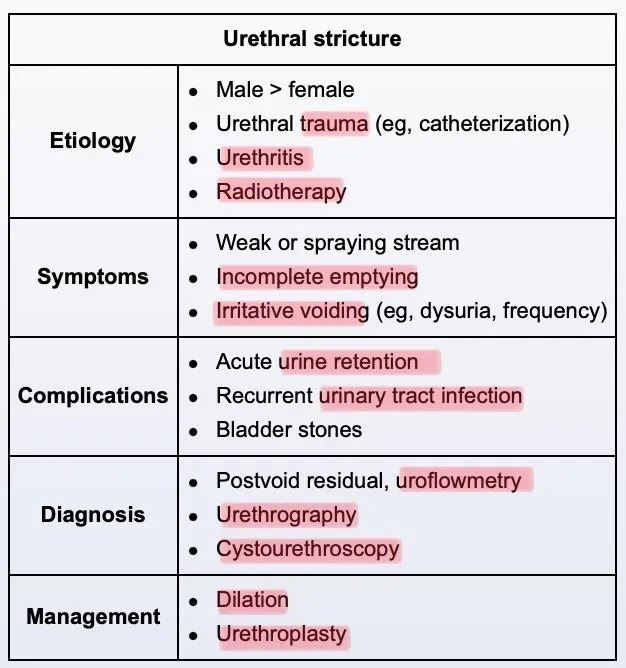 Urethral stricture
Etiology
• Male > female
• Urethral trauma (eg, catheterization)
• Urethritis
• Radiotherapy
Symptoms
• Weak or spraying stream
• Incomplete emptying
• Irritative voiding (eg, dysuria, frequency)
Complications
• Acute urine retention
• Recurrent urinary tract infection
• Bladder stones
Diagnosis
• Postvoid residual, uroflowmetry
• Urethrography
• Cystourethroscopy
Management
• Dilation
• Urethroplasty